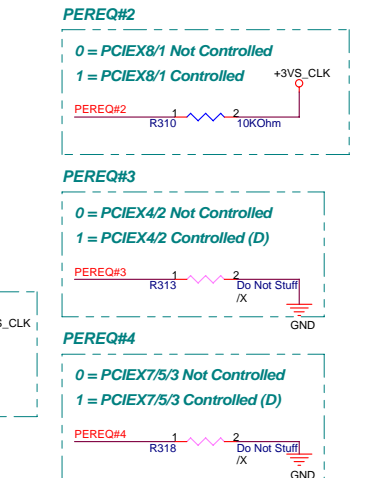 PEREQ#2
0 = PCIEX8/1 Not Controlled
1 = PCIEX8/1 Controlled
+3VS_CLK
PEREQ#2
1
2
R310
10KOhm
PEREQ#3
0 = PCIEX4/2 Not Controlled
1 = PCIEX4/2 Controlled (D)
PEREQ#3
1
2
R313
Do Not Stuff
/X
GND
S_CLK
PEREQ#4
0 = PCIEX7/5/3 Not Controlled
1 = PCIEX7/5/3 Controlled (D)
PEREQ#4
1
2
R318
Do Not Stuff
/X
GND